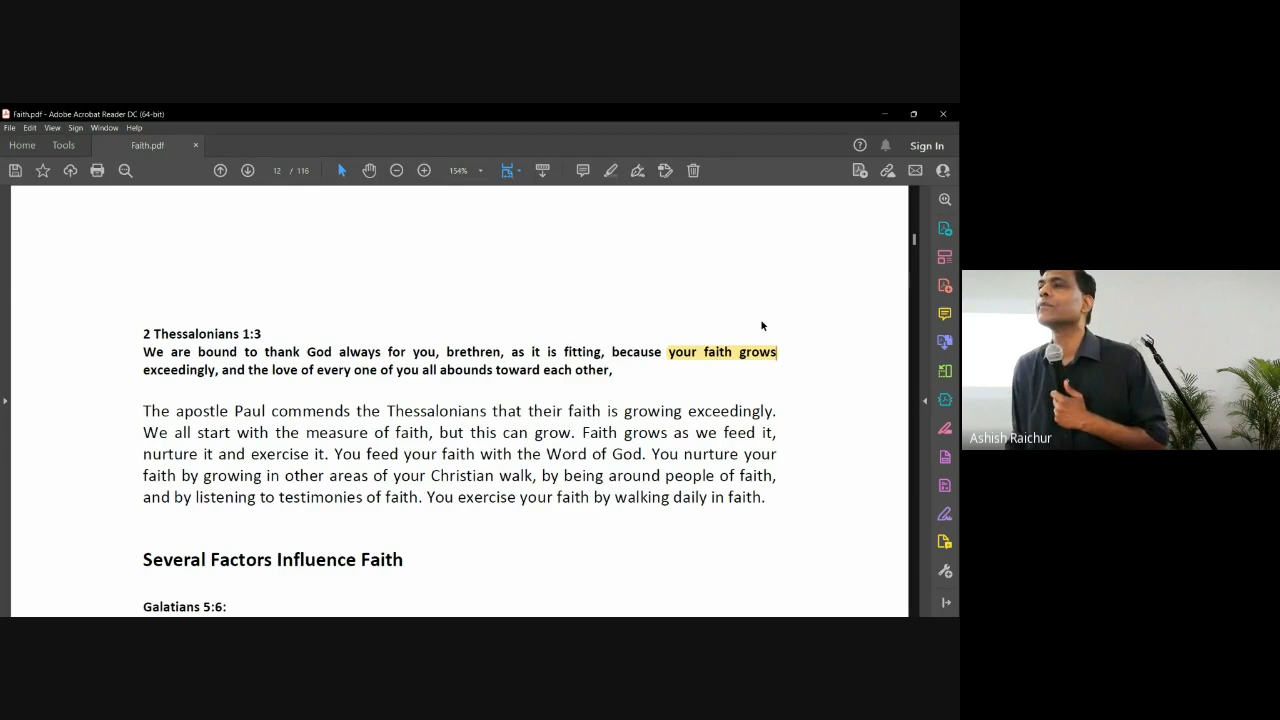 Faith.pdf - Adobe Acrobat Reader DC (64-bit)
File Edit View Sign Window Help
Home Tools Faith.pdf × Sign In
12 / 116 154%
2 Thessalonians 1:3
We are bound to thank God always for you, brethren, as it is fitting, because your faith grows
exceedingly, and the love of every one of you all abounds toward each other,
The apostle Paul commends the Thessalonians that their faith is growing exceedingly.
We all start with the measure of faith, but this can grow. Faith grows as we feed it,
nurture it and exercise it. You feed your faith with the Word of God. You nurture your
faith by growing in other areas of your Christian walk, by being around people of faith,
and by listening to testimonies of faith. You exercise your faith by walking daily in faith.
Several Factors Influence Faith
Galatians 5:6:
Ashish Raichur